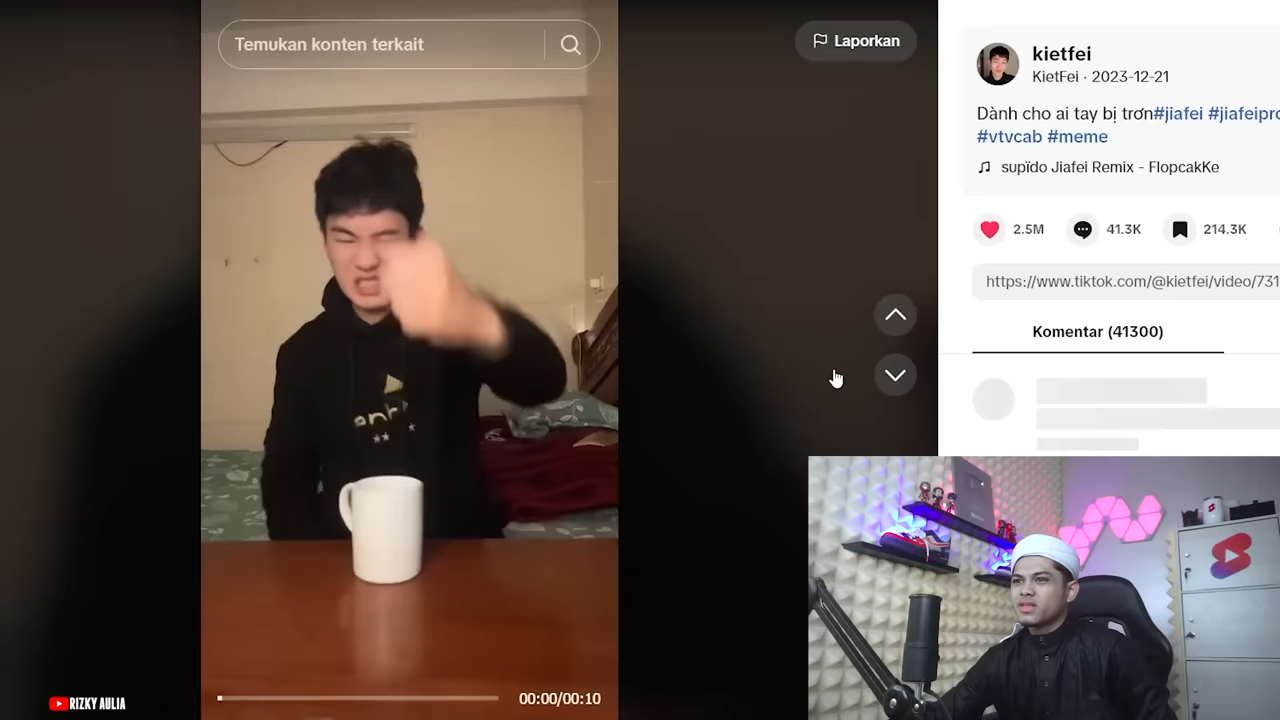 Temukan konten terkait
Laporkan
kietfei
KietFei · 2023-12-21
Dành cho ai tay bị trơn#jiafei #jiafeipro
#vtvcab #meme
supïdo Jiafei Remix - FlopcakKe
2.5M
41.3K
214.3K
https://www.tiktok.com/@kietfei/video/731
Komentar (41300)
00:00/00:10
RIZKY AULIA